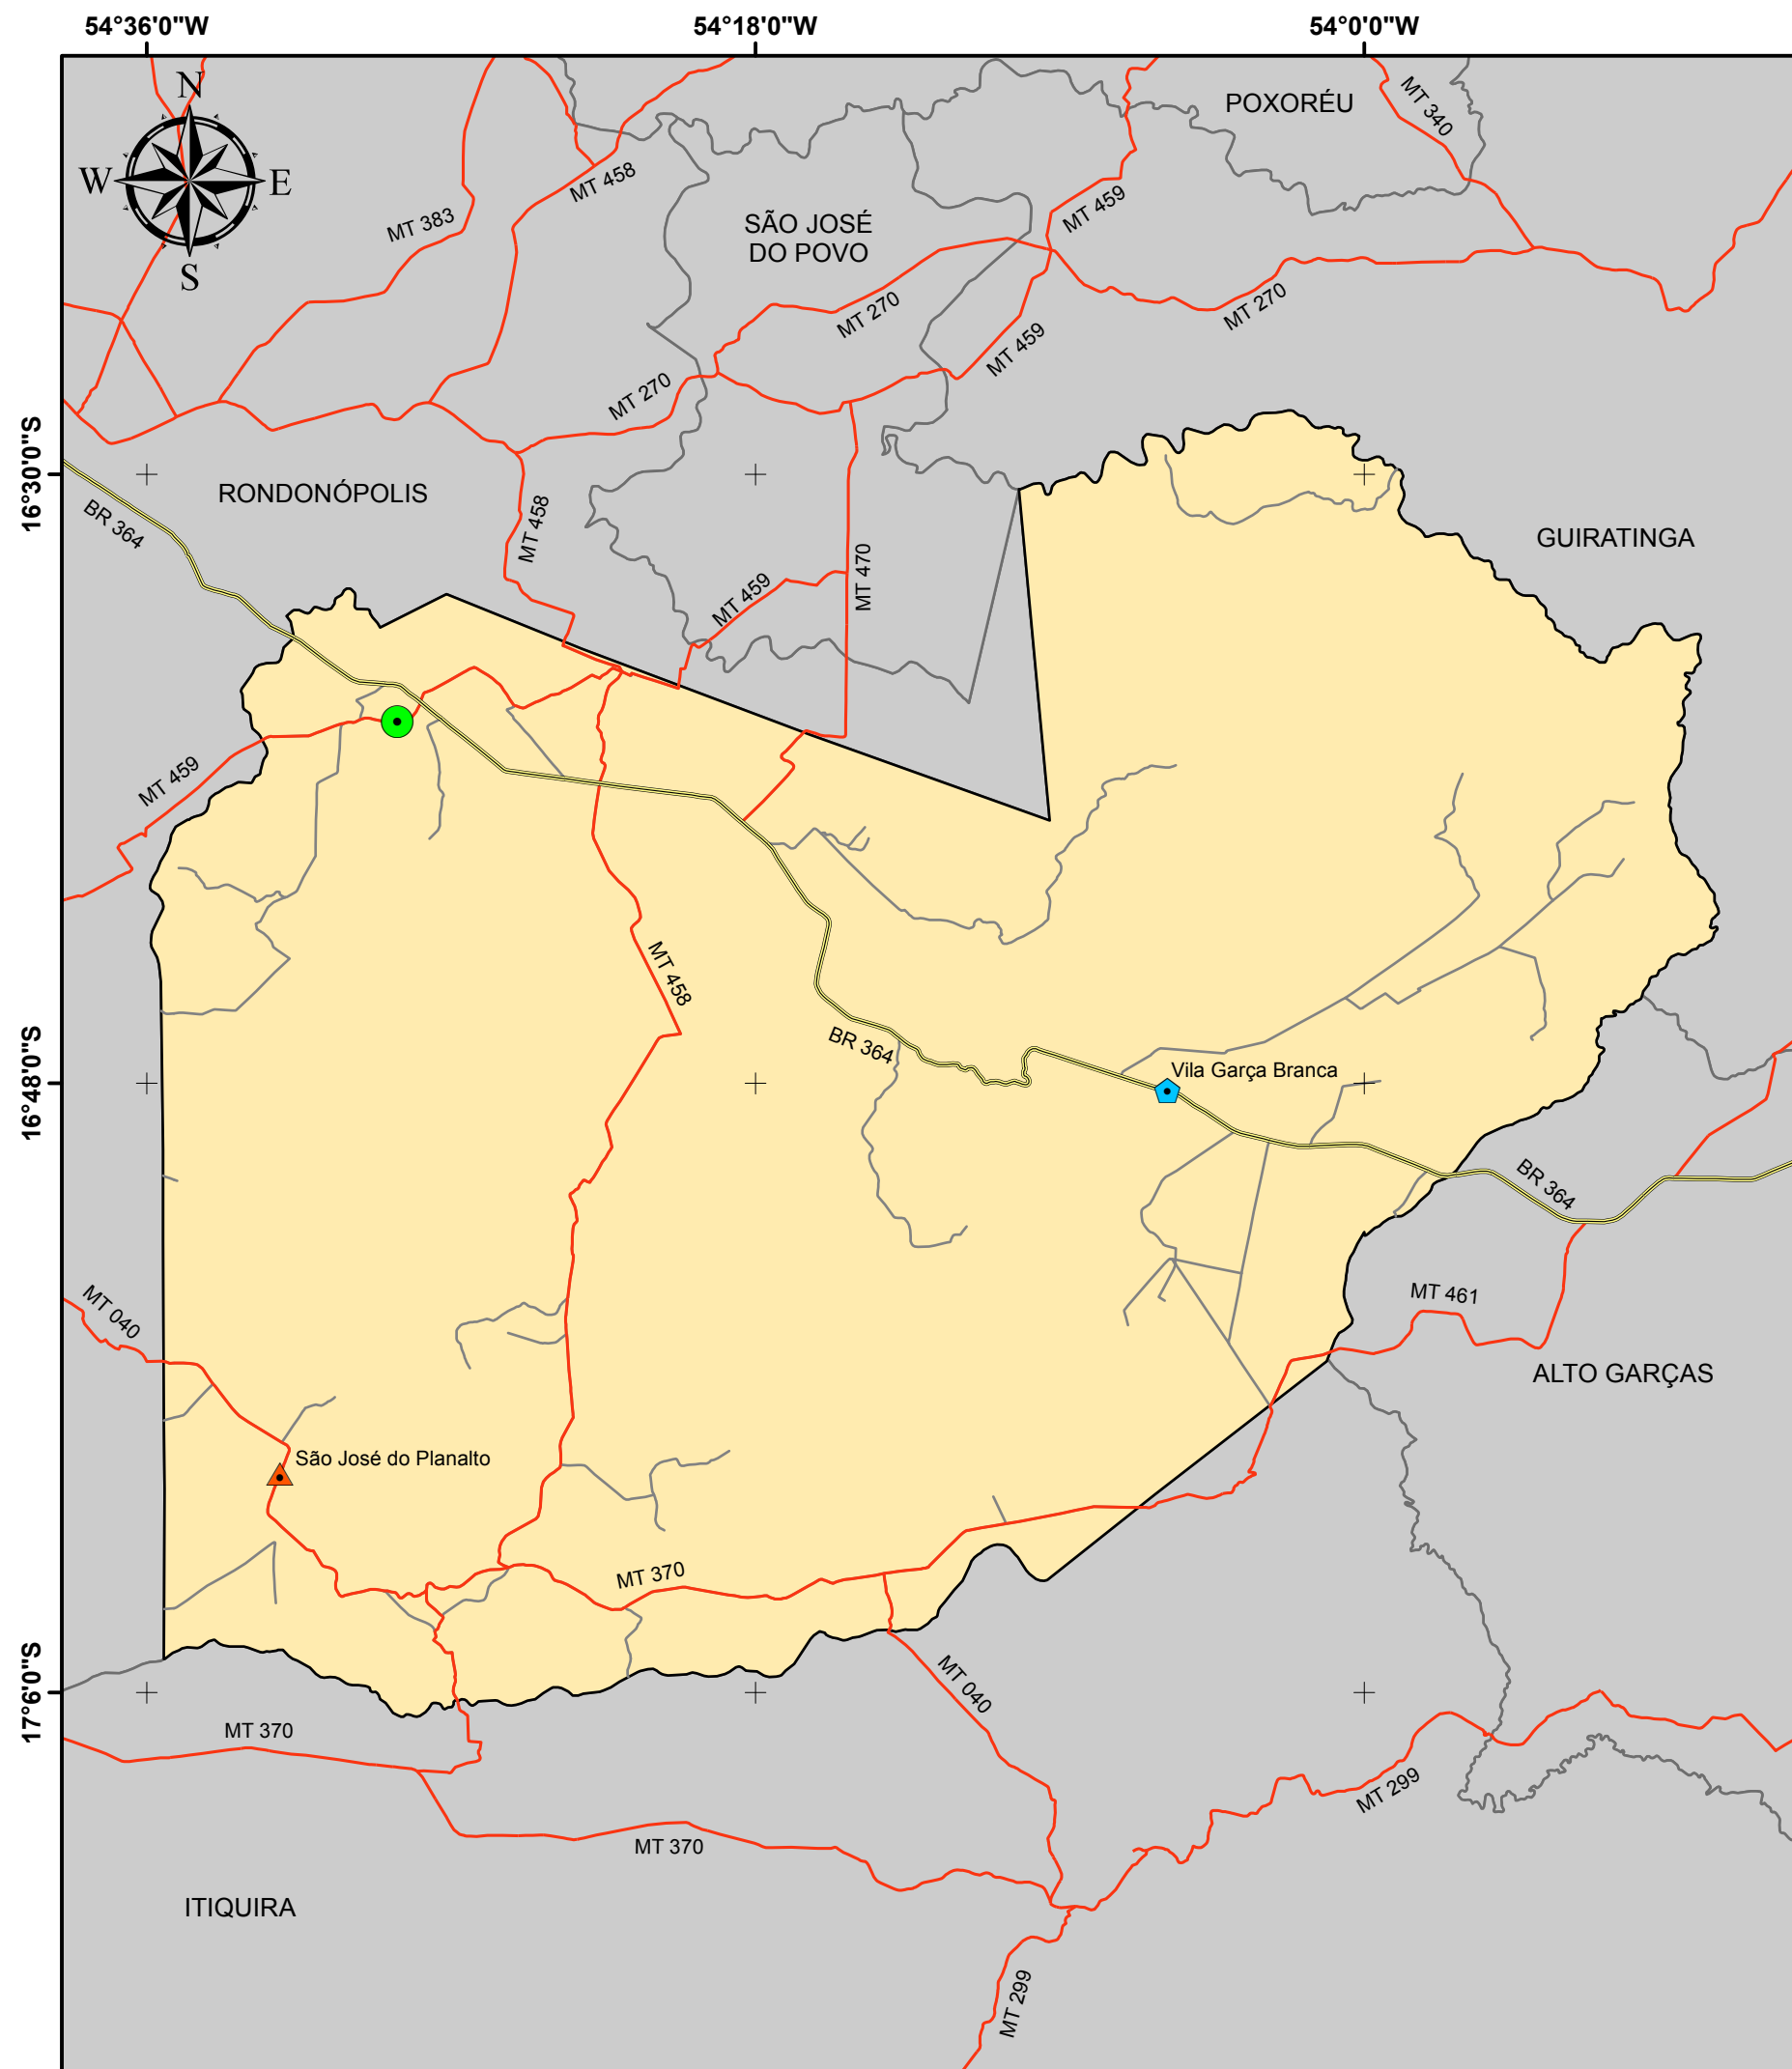 54°36'0"W
54°18'0"W
54°0'0"W
N
W
E
S
POXORÉU
MT 340
MT 458
MT 383
MT 459
SÃO JOSÉ
DO POVO
MT 270
MT 270
MT 459
MT 270
16°30'0"S
RONDONÓPOLIS
BR 364
MT 458
GUIRATINGA
MT 470
MT 459
MT 459
MT 458
BR 364
Vila Garça Branca
16°48'0"S
BR 364
MT 040
MT 461
ALTO GARÇAS
São José do Planalto
MT 370
17°6'0"S
MT 040
MT 370
MT 299
MT 370
ITIQUIRA
MT 299